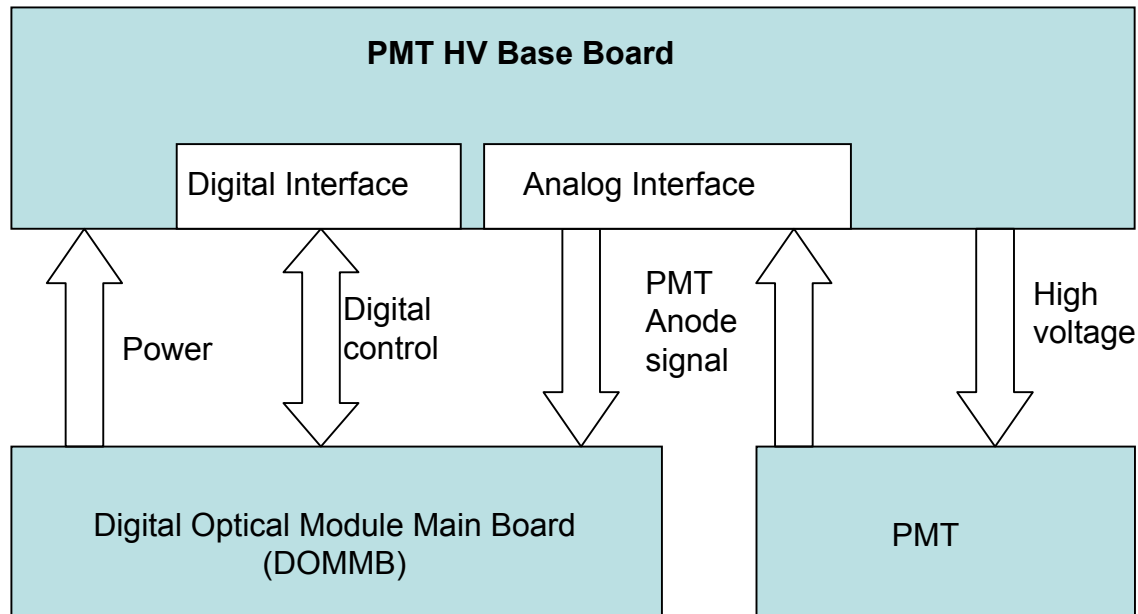 PMT HV Base Board
Digital Interface
Analog Interface
Power
Digital
control
PMT
Anode
signal
High
voltage
Digital Optical Module Main Board
(DOMMB)
PMT